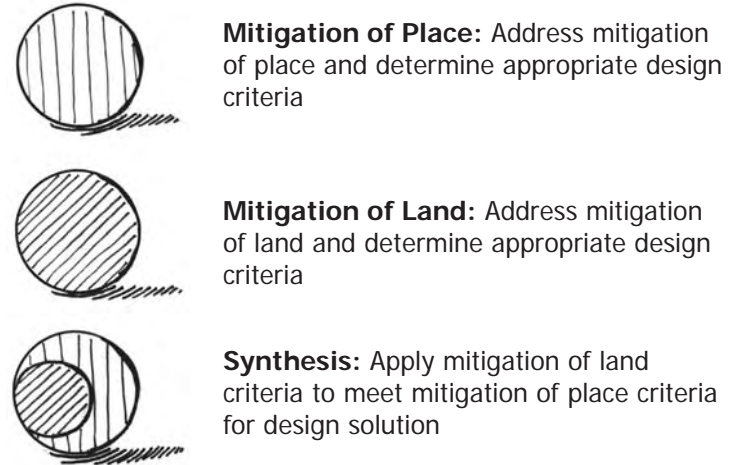 Mitigation of Place: Address mitigation
of place and determine appropriate design
criteria
Mitigation of Land: Address mitigation
of land and determine appropriate design
criteria
Synthesis: Apply mitigation of land
criteria to meet mitigation of place criteria
for design solution